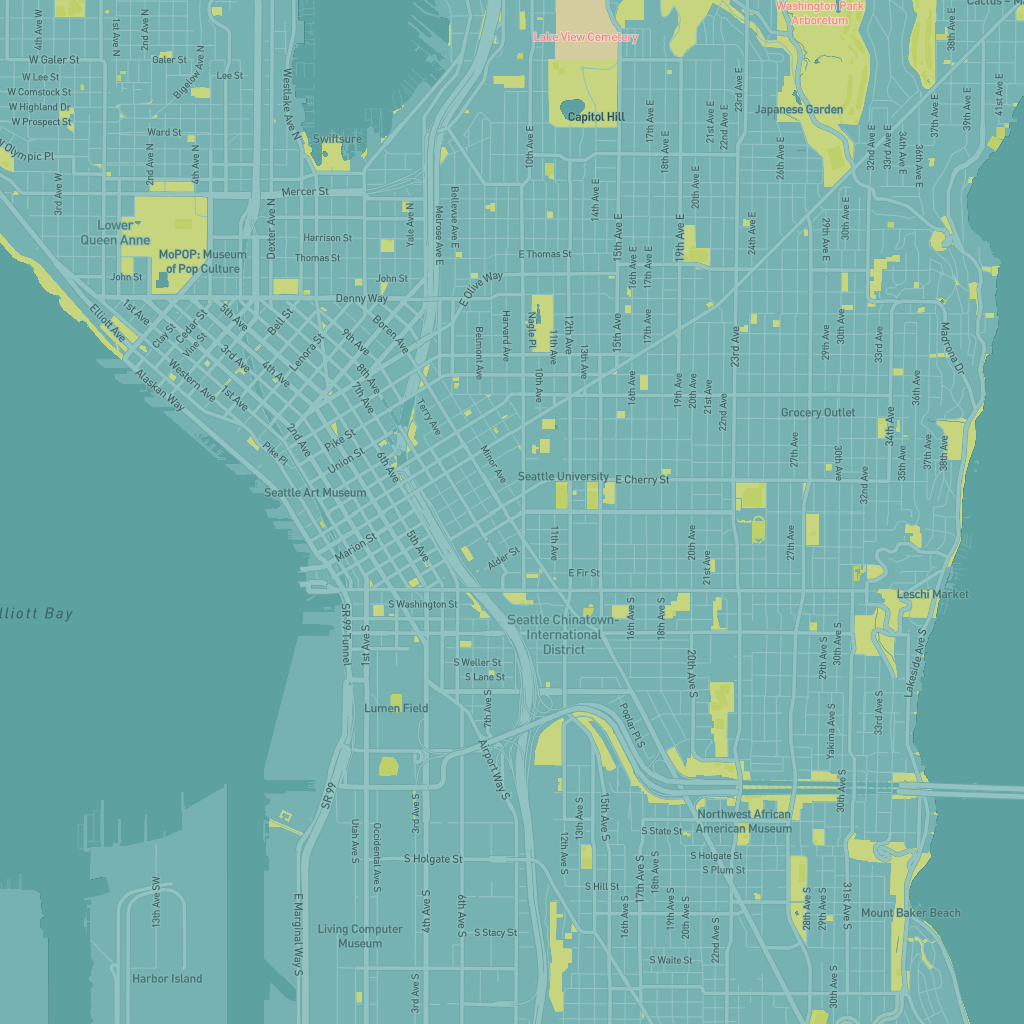 4th Ave W
1st Ave N
2nd Ave N
Galer St
W Galer St
Bigelow Ave N
Lee St
W Lee St
W Comstock St
W Highland Dr
W Prospect St
Ward St
W Olympic Pl
2nd Ave N
4th Ave N
3rd Ave W
Westlake Ave N
Swiftsure
Mercer St
Lower
Queen Anne
MoPOP: Museum
of Pop Culture
Dexter Ave N
Harrison St
Thomas St
John St
John St
Denny Way
Yale Ave N
Melrose Ave E
Bellevue Ave E
E Thomas St
E Olive Way
Lake View Cemetery
Capitol Hill
10th Ave E
14th Ave E
15th Ave E
16th Ave E
17th Ave E
17th Ave E
18th Ave E
19th Ave E
20th Ave E
21st Ave E
22nd Ave E
23rd Ave E
24th Ave E
26th Ave E
Washington Park
Arboretum
Japanese Garden
Cactus – Ma
38th Ave E
37th Ave E
39th Ave E
41st Ave E
32nd Ave E
33rd Ave E
34th Ave E
36th Ave E
29th Ave E
30th Ave E
Elliott Ave
1st Ave
Clay St
Cedar St
Vine St
5th Ave
Bell St
3rd Ave
4th Ave
Lenora St
9th Ave
8th Ave
7th Ave
Boren Ave
Western Ave
1st Ave
Alaskan Way
2nd Ave
Pike Pl
Pike St
Union St
6th Ave
Terry Ave
Minor Ave
Belmont Ave
Harvard Ave
Nagle Pl
10th Ave
11th Ave
12th Ave
13th Ave
15th Ave
16th Ave
17th Ave
19th Ave
20th Ave
21st Ave
22nd Ave
23rd Ave
29th Ave
30th Ave
33rd Ave
36th Ave
Madrona Dr
Grocery Outlet
27th Ave
30th Ave
32nd Ave
34th Ave
35th Ave
37th Ave
38th Ave
Seattle Art Museum
Seattle University
E Cherry St
Marion St
5th Ave
Alder St
11th Ave
E Fir St
20th Ave
21st Ave
27th Ave
Leschi Market
lliott Bay
SR 99 Tunnel
1st Ave S
S Washington St
Seattle Chinatown-
International
District
16th Ave S
18th Ave S
20th Ave S
29th Ave S
30th Ave S
Lakeside Ave S
S Weller St
S Lane St
7th Ave S
Lumen Field
Airport Way S
Poplar Pl S
Yakima Ave S
33rd Ave S
SR 99
3rd Ave S
Utah Ave S
Occidental Ave S
S Holgate St
12th Ave S
13th Ave S
15th Ave S
S State St
Northwest African
American Museum
30th Ave S
S Holgate St
S Plum St
S Hill St
17th Ave S
18th Ave S
16th Ave S
19th Ave S
20th Ave S
22nd Ave S
28th Ave S
29th Ave S
31st Ave S
Mount Baker Beach
13th Ave SW
Harbor Island
E Marginal Way S
Living Computer
Museum
4th Ave S
6th Ave S
S Stacy St
3rd Ave S
S Waite St
30th Ave S